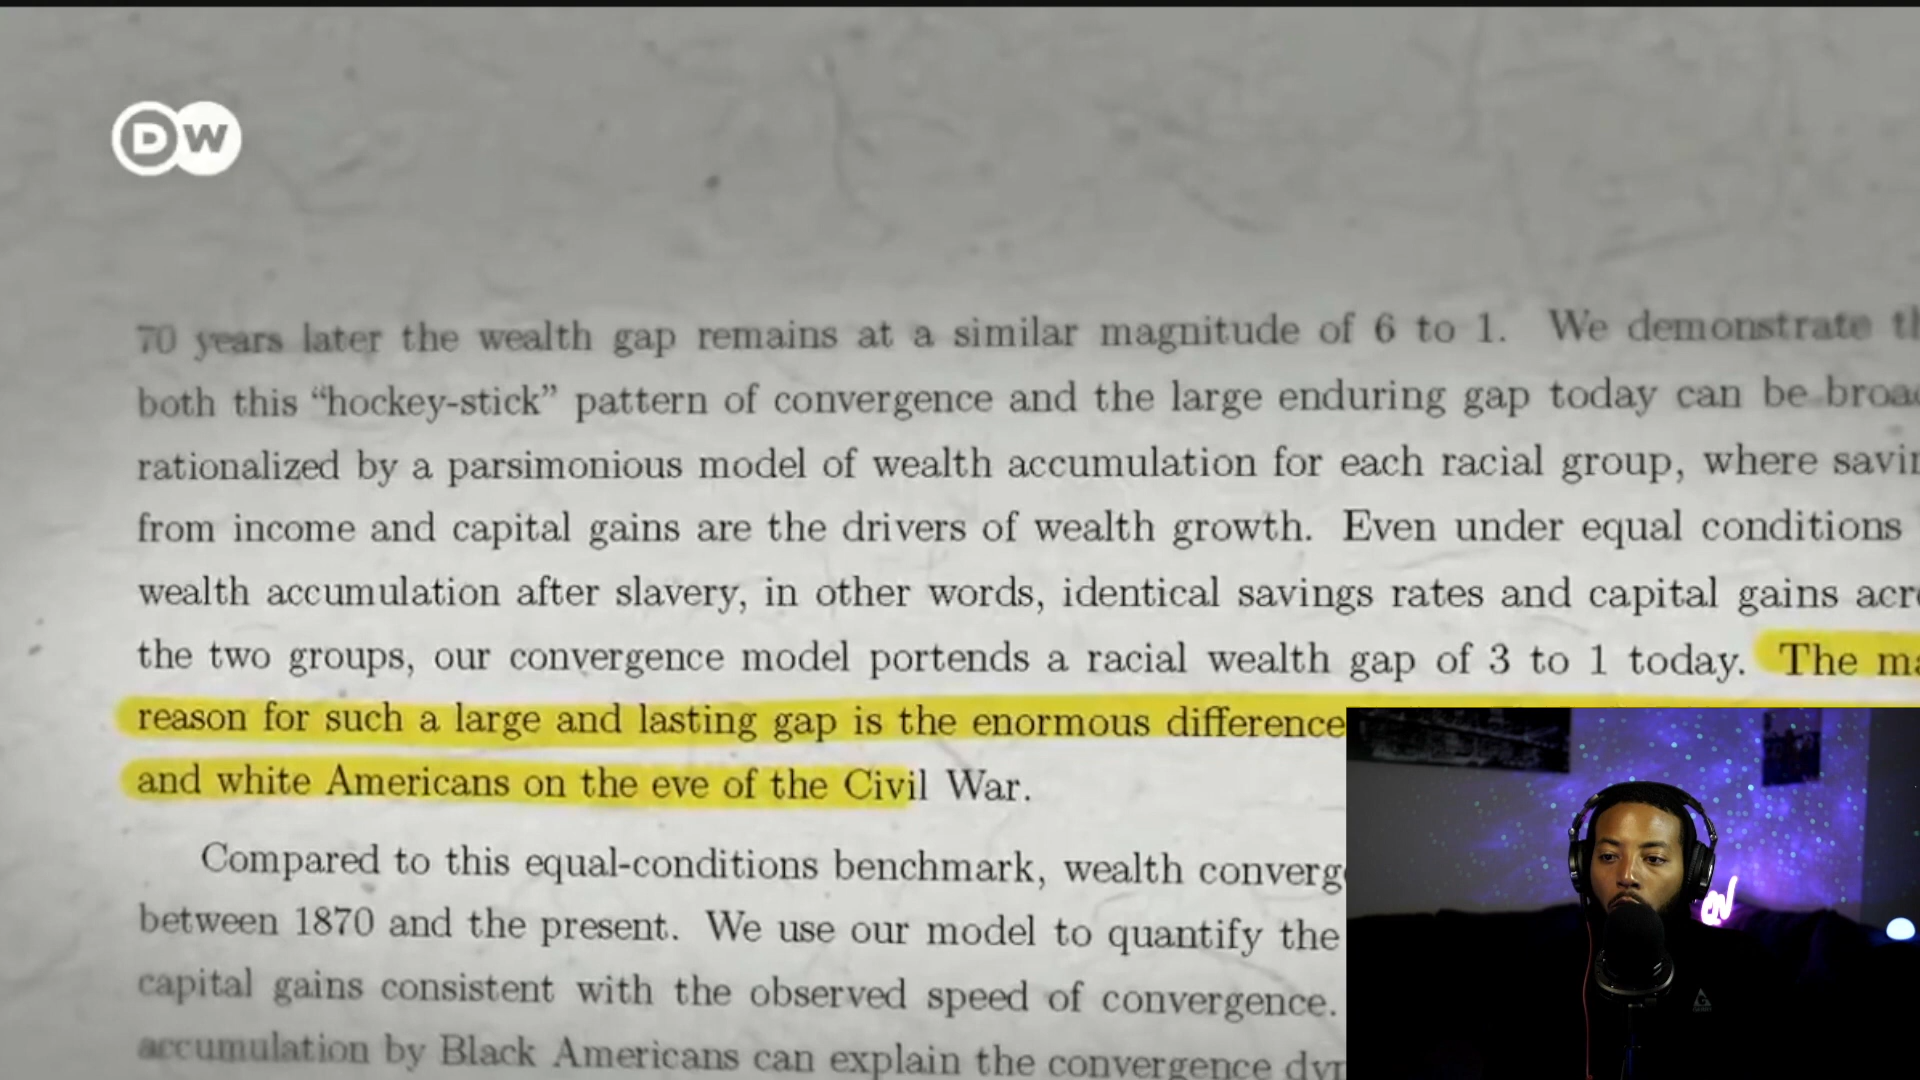 DW
70 years later the wealth gap remains at a similar magnitude of 6 to 1. We demonstrate
both this “hockey-stick” pattern of convergence and the large enduring gap today can be
rationalized by a parsimonious model of wealth accumulation for each racial group, where
from income and capital gains are the drivers of wealth growth. Even under equal conditions
wealth accumulation after slavery, in other words, identical savings rates and capital gains
the two groups, our convergence model portends a racial wealth gap of 3 to 1 today. The
reason for such a large and lasting gap is the enormous difference
and white Americans on the eve of the Civil War.
Compared to this equal-conditions benchmark, wealth
between 1870 and the present. We use our model to quantify the
capital gains consistent with the observed speed of convergence.
accumulation by Black Americans can explain the convergence